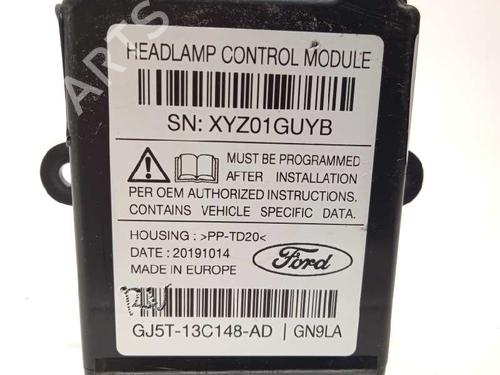 HEADLAMP CONTROL MODULE
SN: XYZ01GUYB
MUST BE PROGRAMMED
AFTER INSTALLATION
PER OEM AUTHORIZED INSTRUCTIONS.
CONTAINS VEHICLE SPECIFIC DATA.
HOUSING : >PP-TD20<
DATE : 20191014
MADE IN EUROPE
Ford
GJ5T-13C148-AD | GN9LA